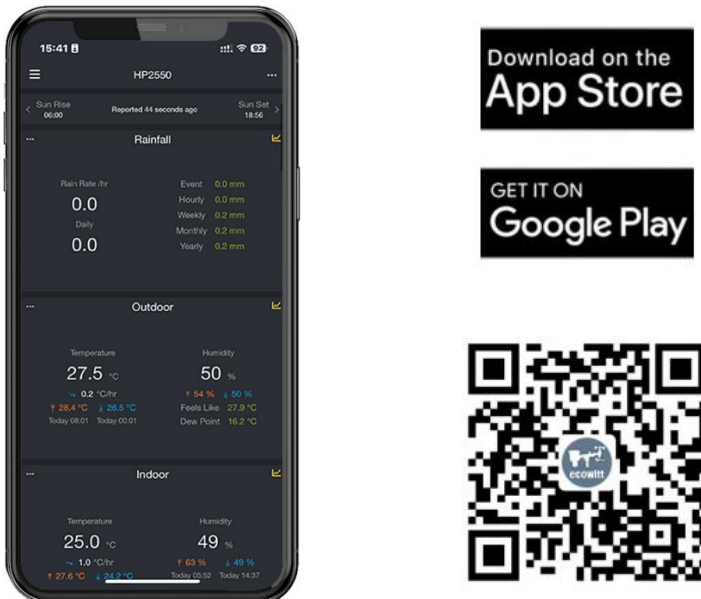 15:41
92
HP2550
...
Sun Rise
06:00
Reported 44 seconds ago
Sun Set
18:56
...
Rainfall
Rain Rate /hr
0.0
Daily
0.0
Event 0.0 mm
Hourly 0.0 mm
Weekly 0.2 mm
Monthly 0.2 mm
Yearly 0.2 mm
...
Outdoor
Temperature
27.5 °C
0.2 °C/hr
28.4 °C 26.5 °C
Today 08:01 Today 00:01
Humidity
50 %
54 % 50 %
Feels Like 27.9 °C
Dew Point 16.2 °C
...
Indoor
Temperature
25.0 °C
1.0 °C/hr
27.6 °C 24.2 °C
Humidity
49 %
63 % 49 %
Today 05:52 Today 14:37
Download on the
App Store
GET IT ON
Google Play
ecowitt